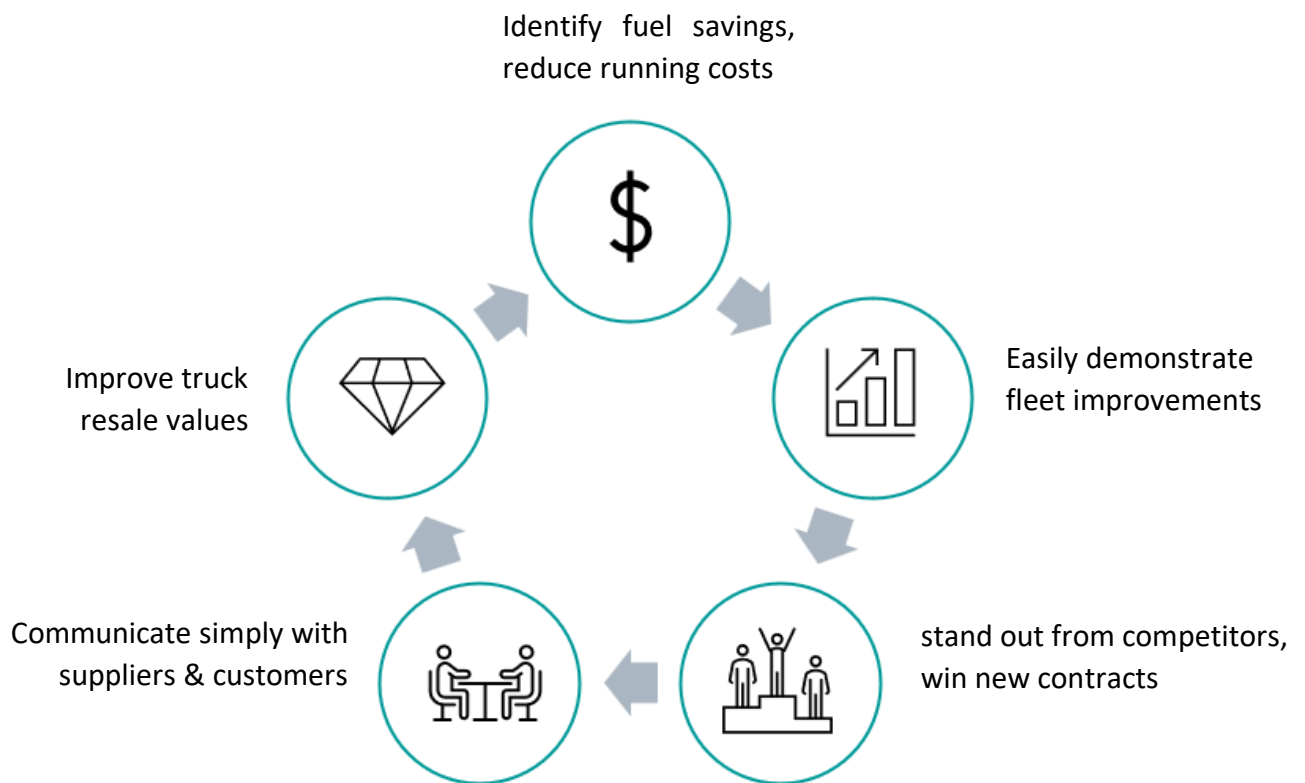 Identify fuel savings,
reduce running costs
Easily demonstrate
fleet improvements
stand out from competitors,
win new contracts
Communicate simply with
suppliers & customers
Improve truck
resale values
$